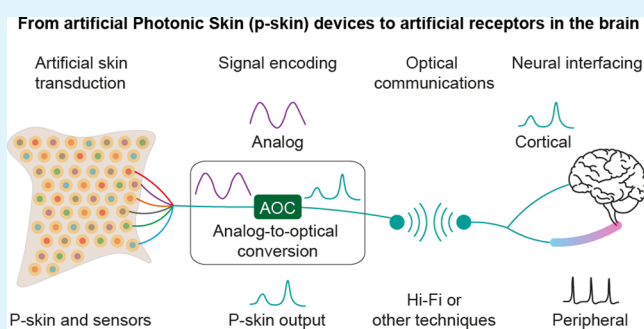 From artificial Photonic Skin (p-skin) devices to artificial receptors in the brain
Artificial skin
transduction
Signal encoding
Optical
communications
Neural interfacing
Analog
Cortical
AOC
Analog-to-optical
conversion
P-skin and sensors
P-skin output
Hi-Fi or
other techniques
Peripheral